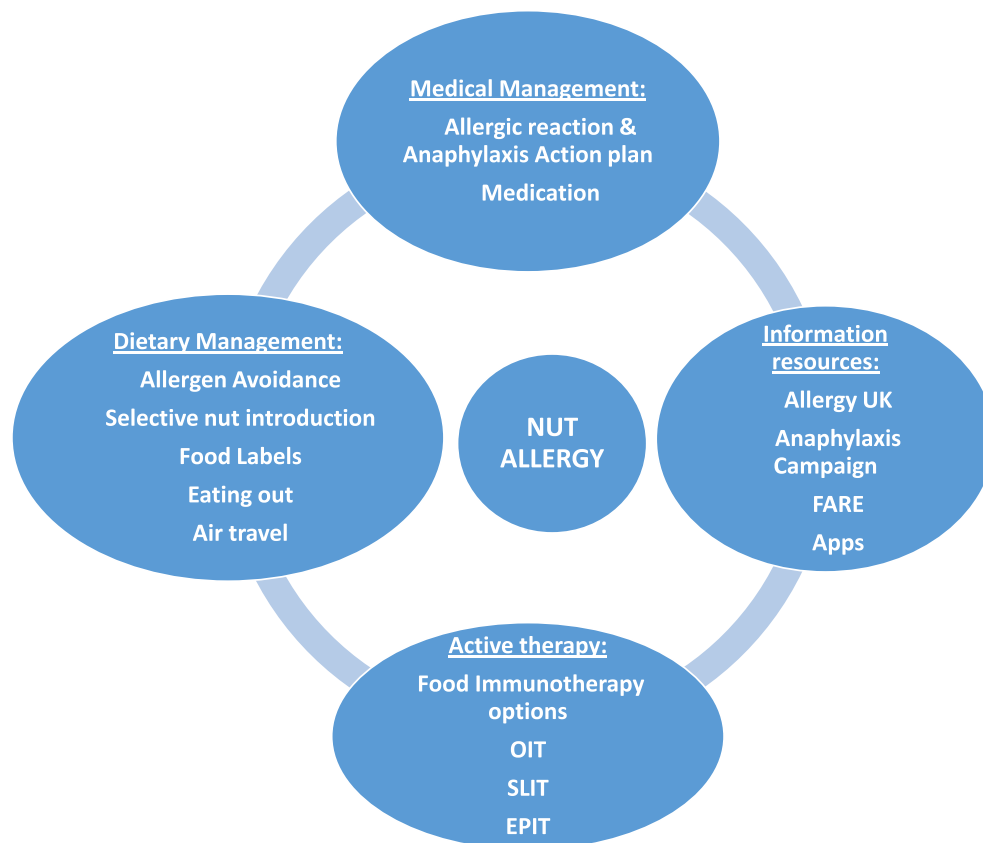 Medical Management:
Allergic reaction &
Anaphylaxis Action plan
Medication
Dietary Management:
Allergen Avoidance
Selective nut introduction
Food Labels
Eating out
Air travel
NUT
ALLERGY
Information
resources:
Allergy UK
Anaphylaxis
Campaign
FARE
Apps
Active therapy:
Food Immunotherapy
options
OIT
SLIT
EPIT